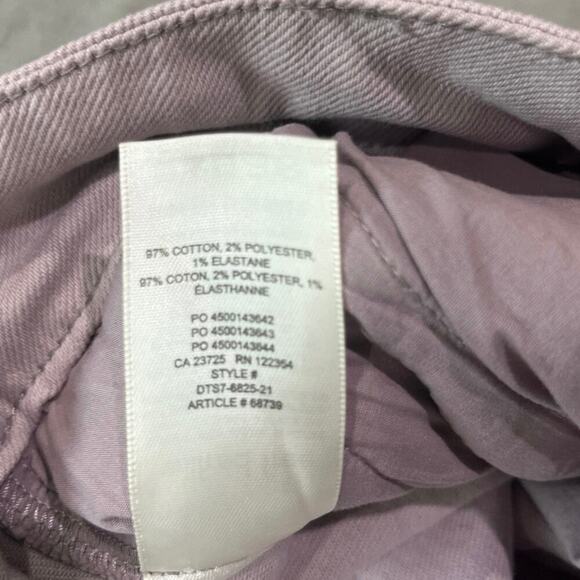 97% COTTON, 2% POLYESTER,
1% ELASTANE
97% COTON, 2% POLYESTER, 1%
ÉLASTHANNE
PO 4500143642
PO 4500143643
PO 4500143644
CA 23725 RN 122354
STYLE #
DTS7-6825-21
ARTICLE # 68739